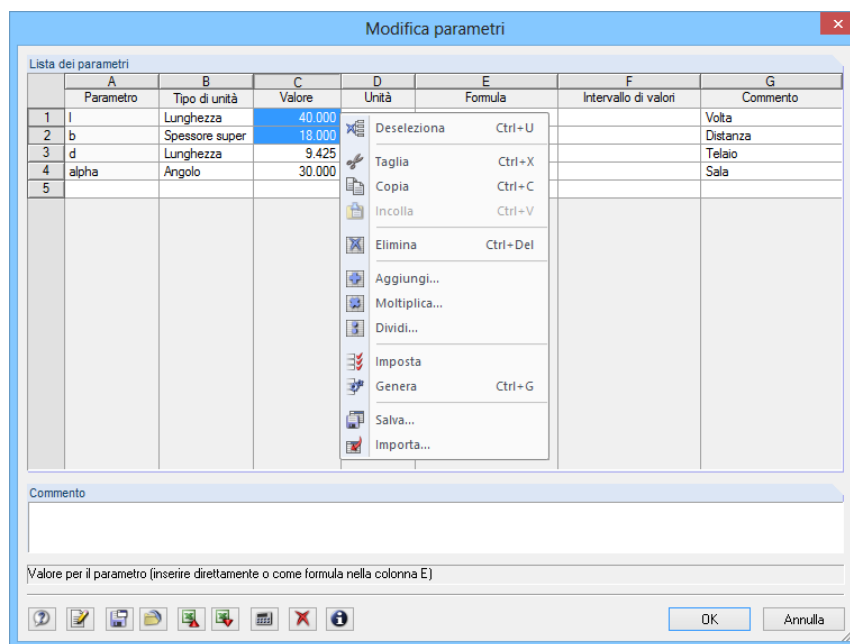 Modifica parametri
Lista dei parametri
A B C D E F G
Parametro Tipo di unità Valore Unità Formula Intervallo di valori Commento
1 l Lunghezza 40.000 Volta
2 b Spessore super 18.000 Distanza
3 d Lunghezza 9.425 Telaio
4 alpha Angolo 30.000 Sala
5
Deseleziona Ctrl+U
Taglia Ctrl+X
Copia Ctrl+C
Incolla Ctrl+V
Elimina Ctrl+Del
Aggiungi...
Moltiplica...
Dividi...
Imposta
Genera Ctrl+G
Salva...
Importa...
Commento
Valore per il parametro (inserire direttamente o come formula nella colonna E)
OK Annulla